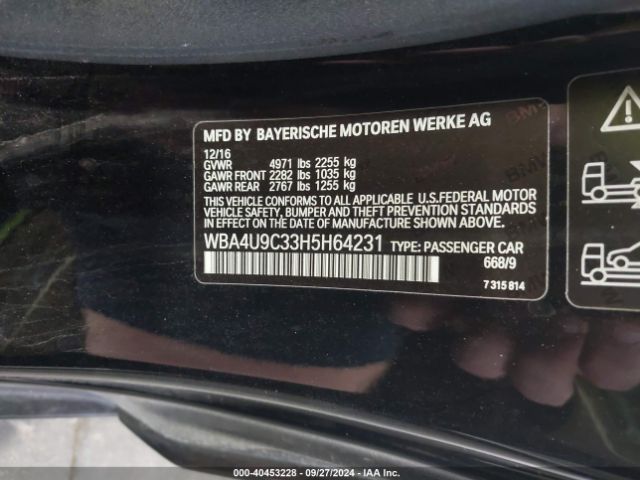 MFD BY BAYERISCHE MOTOREN WERKE AG
12/16
GVWR 4971 lbs 2255 kg
GAWR FRONT 2282 lbs 1035 kg
GAWR REAR 2767 lbs 1255 kg
THIS VEHICLE CONFORMS TO ALL APPLICABLE U.S.FEDERAL MOTOR
VEHICLE SAFETY, BUMPER, AND THEFT PREVENTION STANDARDS
IN EFFECT ON THE DATE OF MANUFACTURE SHOWN ABOVE.
WBA4U9C33H5H64231 TYPE: PASSENGER CAR
668/9
7 315 814
000-40453228 - 09/27/2024 - IAA Inc.